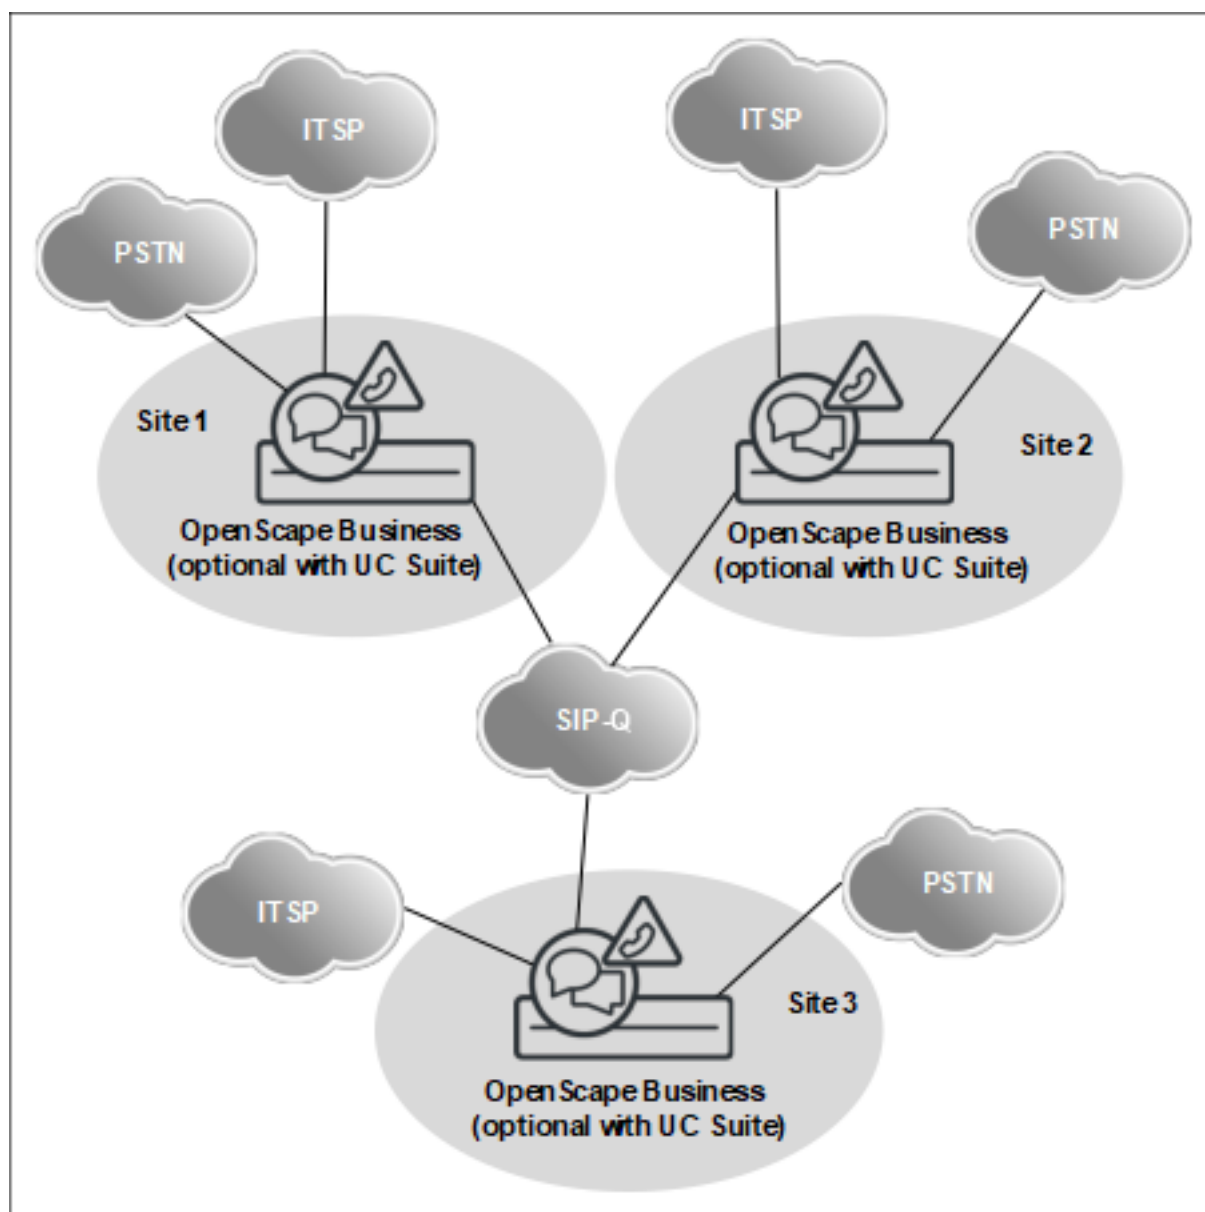 ITSP
ITSP
PSTN
PSTN
Site 1
Site 2
OpenScape Business
(optional with UC Suite)
OpenScape Business
(optional with UC Suite)
SIP-Q
ITSP
PSTN
Site 3
OpenScape Business
(optional with UC Suite)